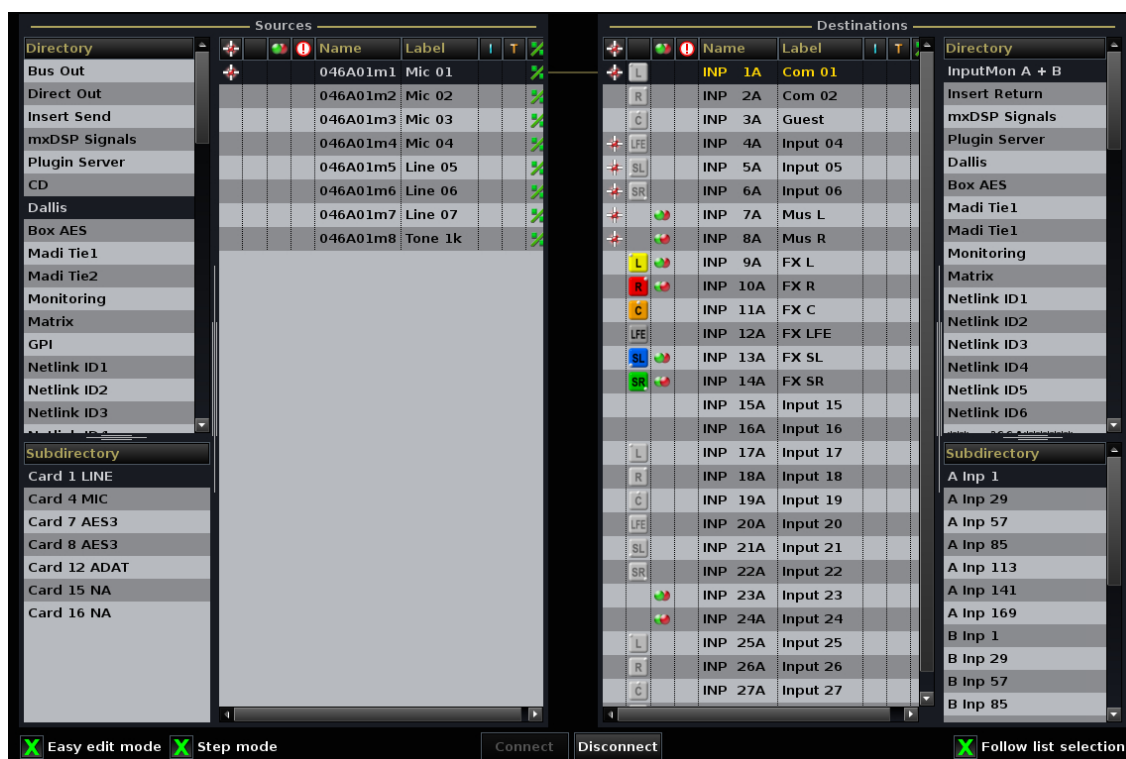 Sources
Destinations
Directory
Bus Out
Direct Out
Insert Send
mxDSP Signals
Plugin Server
CD
Dallis
Box AES
Madi Tie1
Madi Tie2
Monitoring
Matrix
GPI
Netlink ID1
Netlink ID2
Netlink ID3
Subdirectory
Card 1 LINE
Card 4 MIC
Card 7 AES3
Card 8 AES3
Card 12 ADAT
Card 15 NA
Card 16 NA
Name Label I T
046A01m1 Mic 01
046A01m2 Mic 02
046A01m3 Mic 03
046A01m4 Mic 04
046A01m5 Line 05
046A01m6 Line 06
046A01m7 Line 07
046A01m8 Tone 1k
Name Label I T
L INP 1A Com 01
R INP 2A Com 02
C INP 3A Guest
LFE INP 4A Input 04
SL INP 5A Input 05
SR INP 6A Input 06
INP 7A Mus L
INP 8A Mus R
L INP 9A FX L
R INP 10A FX R
C INP 11A FX C
LFE INP 12A FX LFE
SL INP 13A FX SL
SR INP 14A FX SR
INP 15A Input 15
INP 16A Input 16
L INP 17A Input 17
R INP 18A Input 18
C INP 19A Input 19
LFE INP 20A Input 20
SL INP 21A Input 21
SR INP 22A Input 22
INP 23A Input 23
INP 24A Input 24
L INP 25A Input 25
R INP 26A Input 26
C INP 27A Input 27
Directory
InputMon A + B
Insert Return
mxDSP Signals
Plugin Server
Dallis
Box AES
Madi Tie1
Madi Tie1
Monitoring
Matrix
Netlink ID1
Netlink ID2
Netlink ID3
Netlink ID4
Netlink ID5
Netlink ID6
Subdirectory
A Inp 1
A Inp 29
A Inp 57
A Inp 85
A Inp 113
A Inp 141
A Inp 169
B Inp 1
B Inp 29
B Inp 57
B Inp 85
X Easy edit mode X Step mode Connect Disconnect X Follow list selection